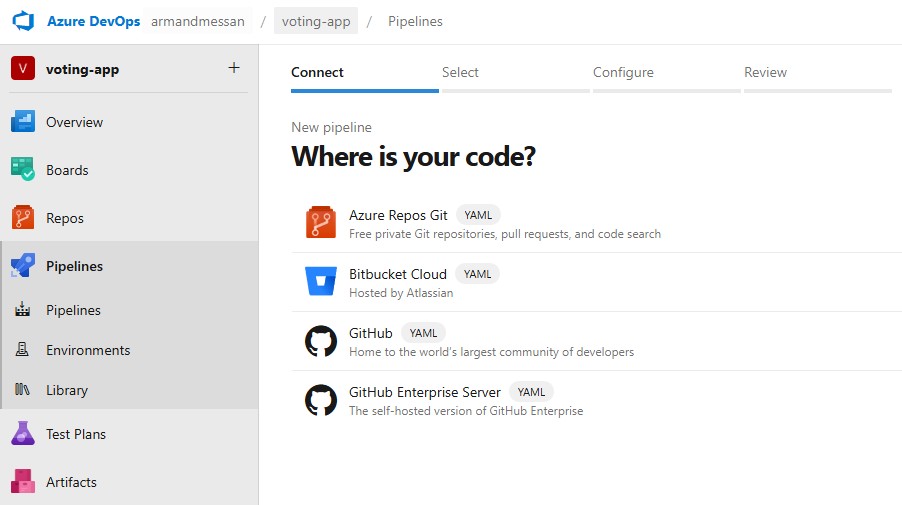 Azure DevOps armandmessan / voting-app / Pipelines
V voting-app +
Overview
Boards
Repos
Pipelines
Pipelines
Environments
Library
Test Plans
Artifacts
Connect Select Configure Review
New pipeline
Where is your code?
Azure Repos Git YAML
Free private Git repositories, pull requests, and code search
Bitbucket Cloud YAML
Hosted by Atlassian
GitHub YAML
Home to the world's largest community of developers
GitHub Enterprise Server YAML
The self-hosted version of GitHub Enterprise